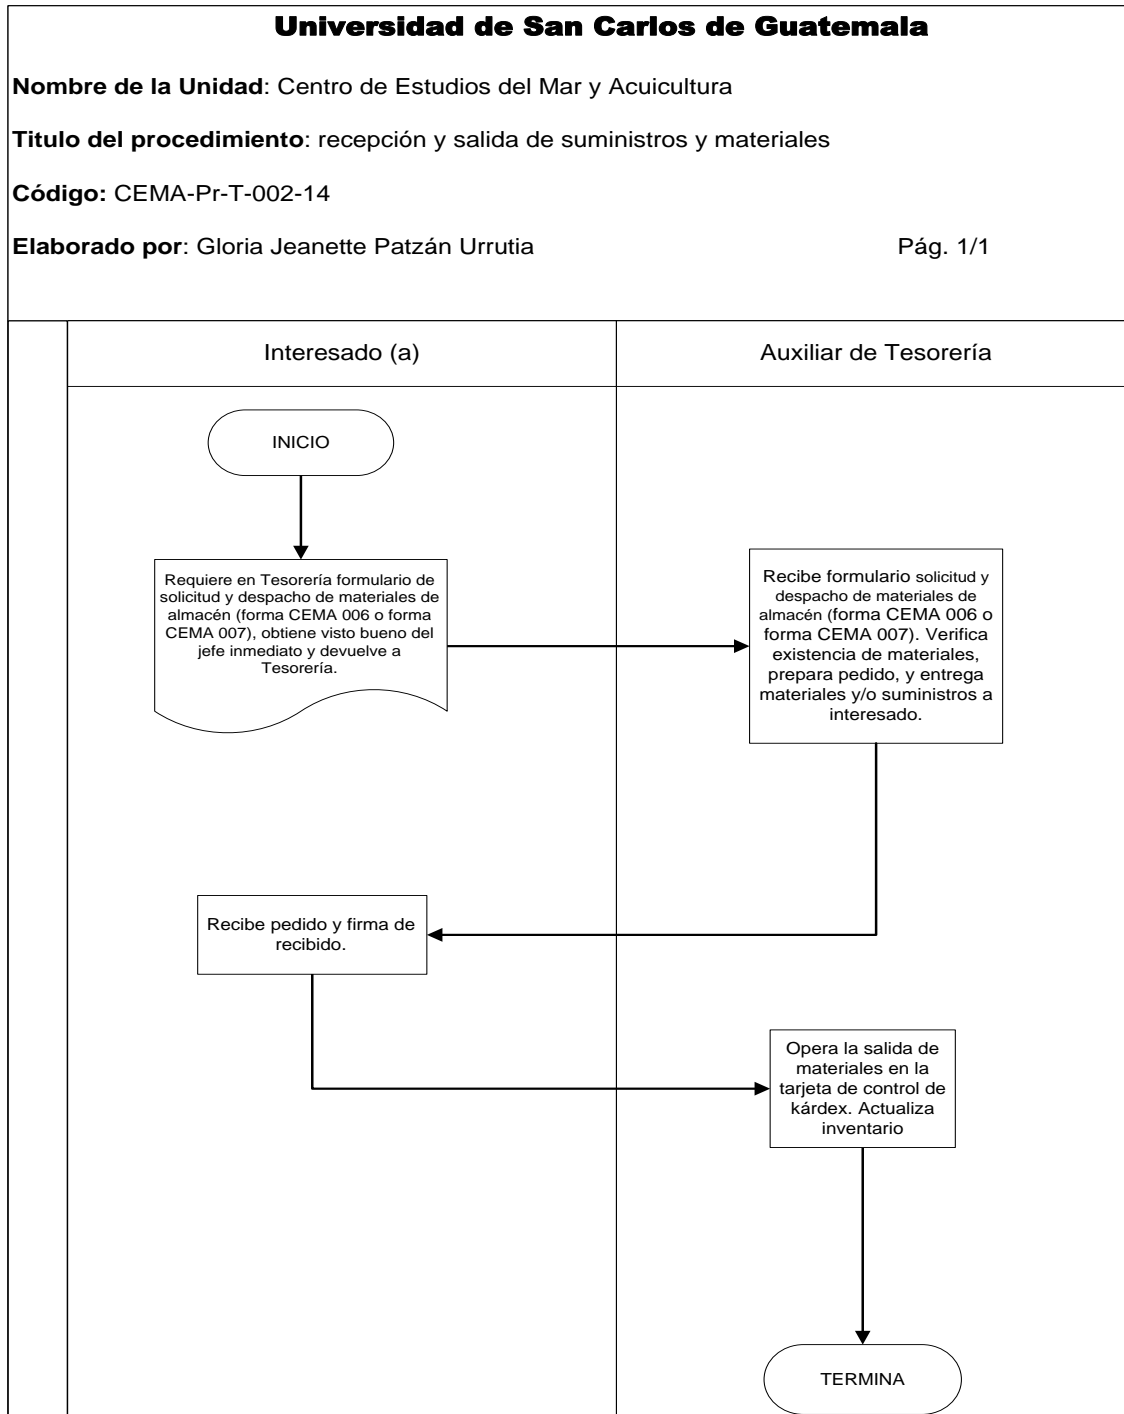 Universidad de San Carlos de Guatemala
Nombre de la Unidad: Centro de Estudios del Mar y Acuicultura
Titulo del procedimiento: recepción y salida de suministros y materiales
Código: CEMA-Pr-T-002-14
Elaborado por: Gloria Jeanette Patzán Urrutia Pág. 1/1
Interesado (a)
Auxiliar de Tesorería
INICIO
Requiere en Tesorería formulario de
solicitud y despacho de materiales de
almacén (forma CEMA 006 o forma
CEMA 007), obtiene visto bueno del
jefe inmediato y devuelve a
Tesorería.
Recibe formulario solicitud y
despacho de materiales de
almacén (forma CEMA 006 o
forma CEMA 007). Verifica
existencia de materiales,
prepara pedido, y entrega
materiales y/o suministros a
interesado.
Recibe pedido y firma de
recibido.
Opera la salida de
materiales en la
tarjeta de control de
kárdex. Actualiza
inventario
TERMINA